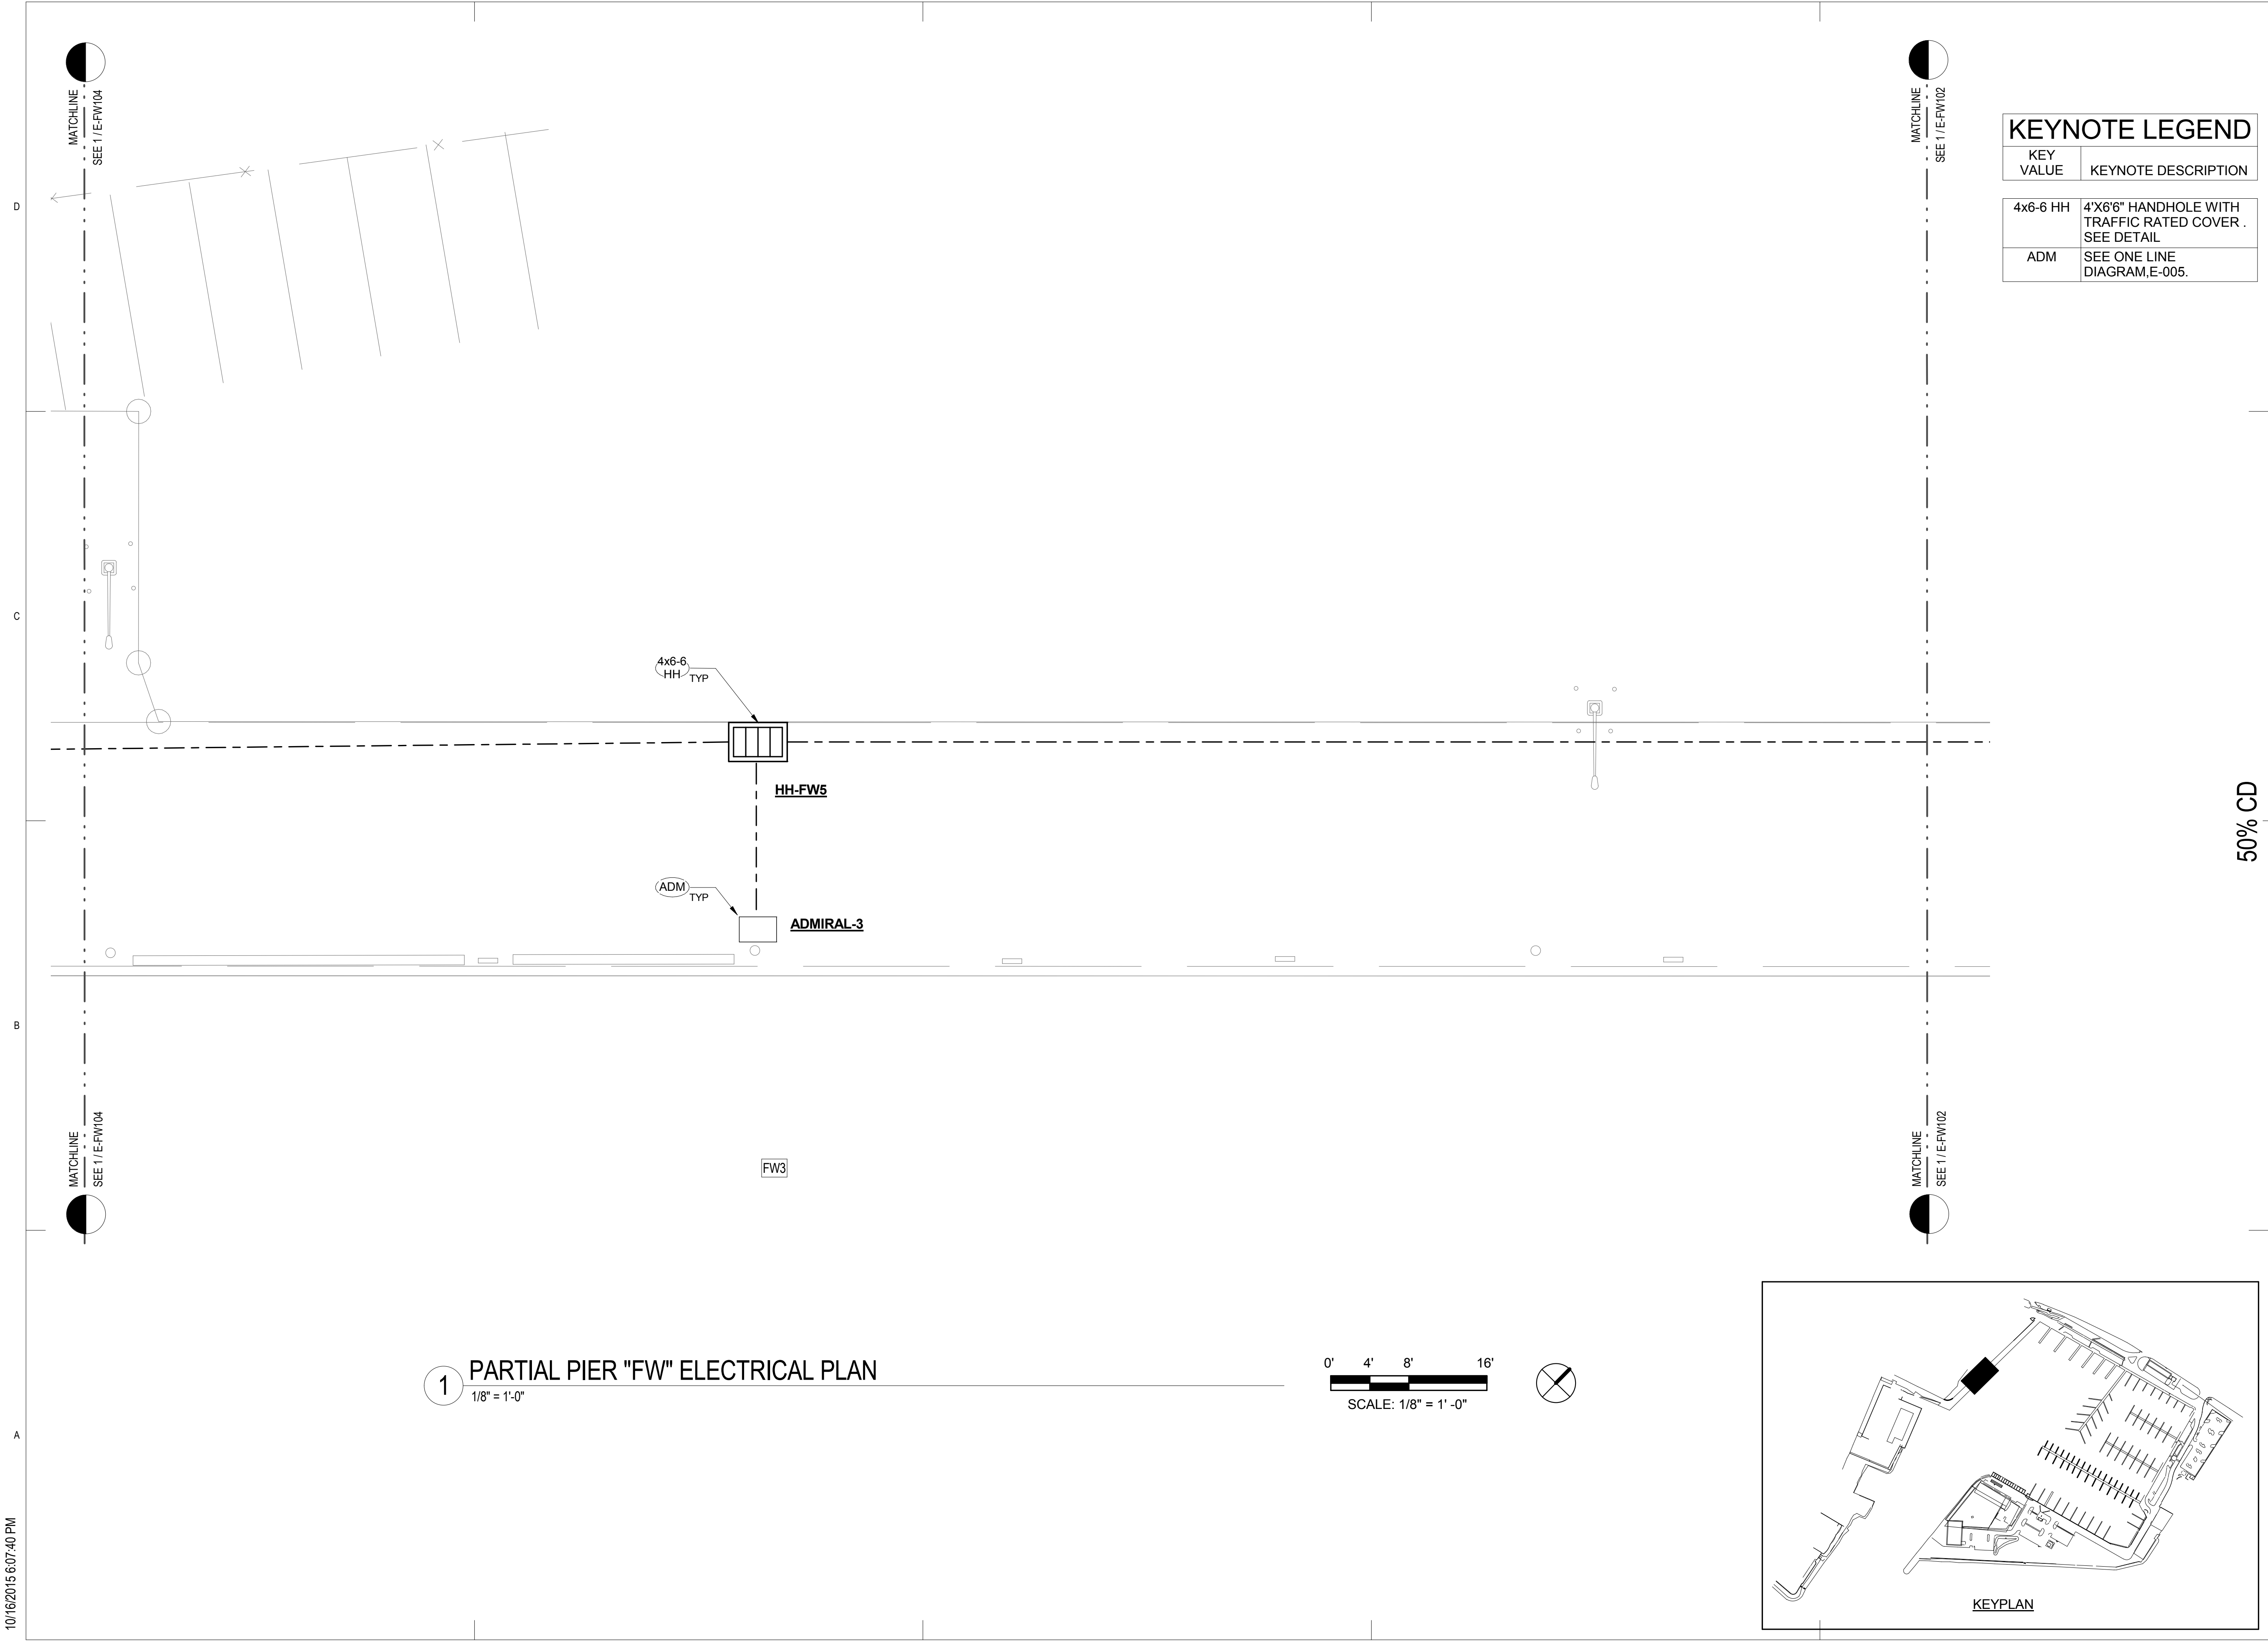 MATCHLINE
SEE 1 / E-FW104
MATCHLINE
SEE 1 / E-FW102
KEYNOTE LEGEND
KEY
VALUE
KEYNOTE DESCRIPTION
4x6-6 HH
4'X6'6" HANDHOLE WITH
TRAFFIC RATED COVER .
SEE DETAIL
ADM
SEE ONE LINE
DIAGRAM,E-005.
D
C
B
A
4x6-6
HH
TYP
HH-FW5
ADM
TYP
ADMIRAL-3
50% CD
MATCHLINE
SEE 1 / E-FW104
MATCHLINE
SEE 1 / E-FW102
FW3
1
PARTIAL PIER "FW" ELECTRICAL PLAN
1/8" = 1'-0"
0' 4' 8' 16'
SCALE: 1/8" = 1' -0"
KEYPLAN
10/16/2015 6:07:40 PM